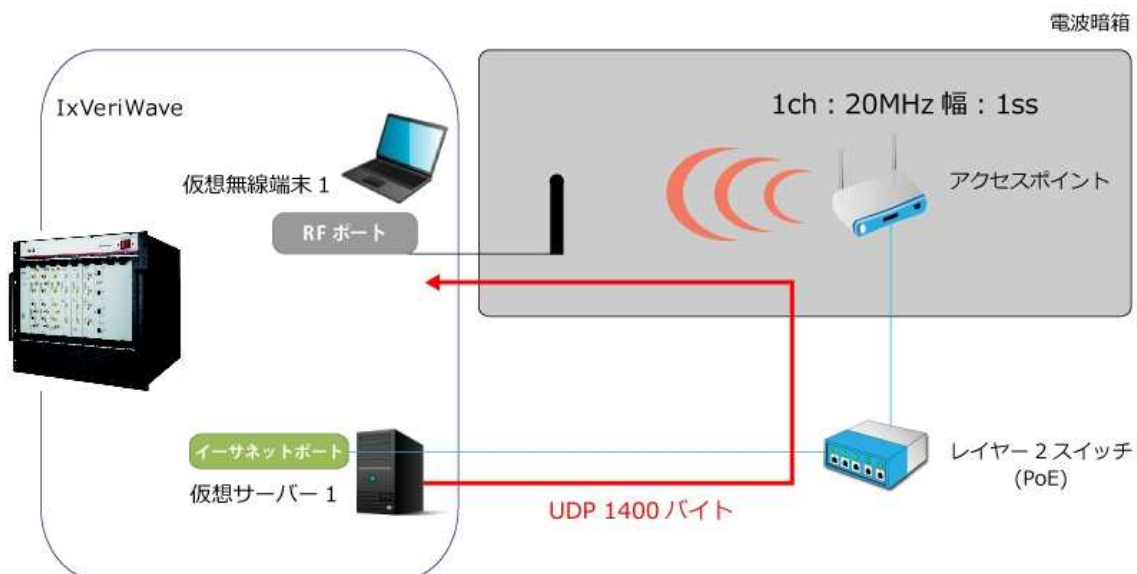 電波暗箱
IxVeriWave
1ch：20MHz 幅：1ss
仮想無線端末 1
アクセスポイント
RF ポート
イーサネットポート
レイヤー 2 スイッチ
(PoE)
仮想サーバー 1
UDP 1400 バイト